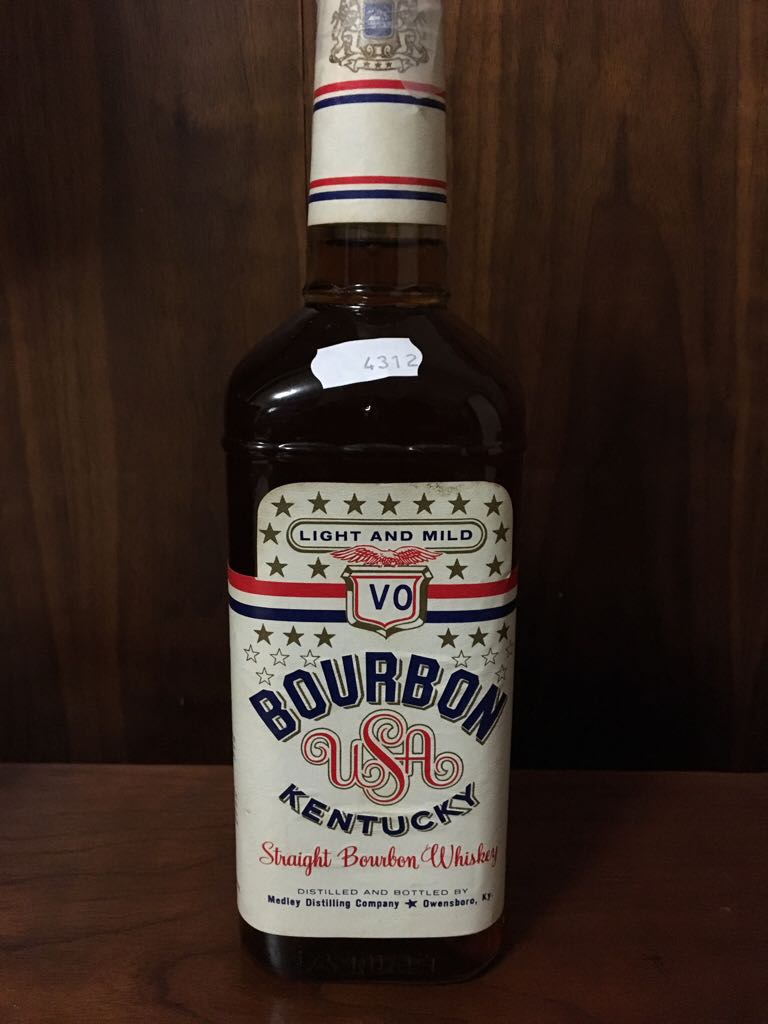 4312
LIGHT AND MILD
VO
BOURBON
USA
KENTUCKY
Straight Bourbon Whiskey
DISTILLED AND BOTTLED BY
Medley Distilling Company ★ Owensboro, Ky.